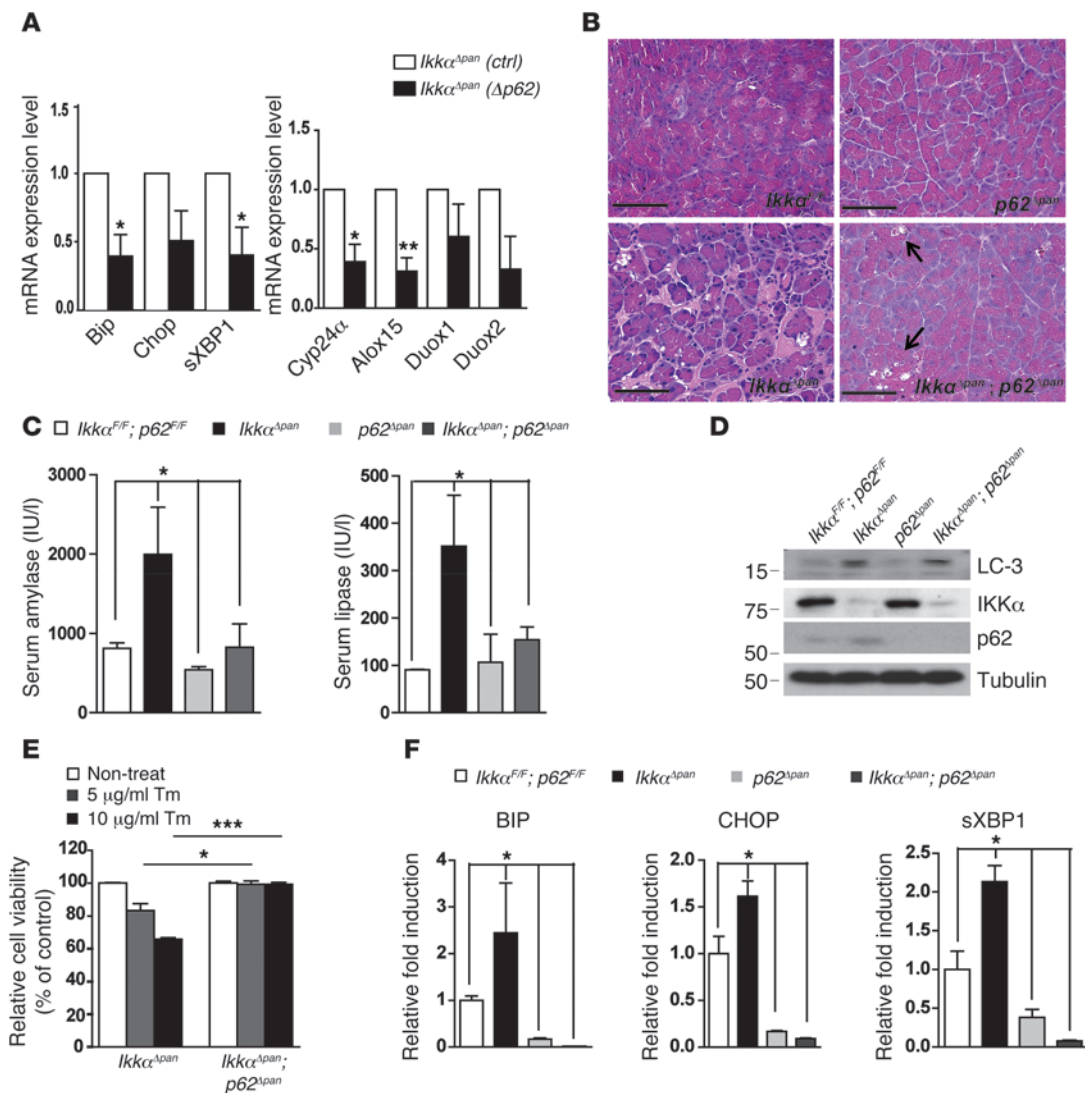 A
Ikkα^Δpan (ctrl)
Ikkα^Δpan (Δp62)
mRNA expression level
1.0
0.5
0.0
*
*
Bip
Chop
sXBP1
mRNA expression level
1.5
1.0
0.5
0.0
*
**
Cyp24α
Alox15
Duox1
Duox2
B
Ikkα^F/F
p62^Δpan
Ikkα^Δpan
Ikkα^Δpan; p62^Δpan
C
Ikkα^F/F; p62^F/F
Ikkα^Δpan
p62^Δpan
Ikkα^Δpan; p62^Δpan
Serum amylase (IU/l)
3000
2000
1000
0
*
Serum lipase (IU/l)
500
400
300
200
100
0
*
D
Ikkα^F/F; p62^F/F
Ikkα^Δpan
p62^Δpan
Ikkα^Δpan; p62^Δpan
15
LC-3
75
IKKα
50
p62
50
Tubulin
E
Non-treat
5 µg/ml Tm
10 µg/ml Tm
Relative cell viability
(% of control)
120
100
80
60
40
20
0
***
*
Ikkα^Δpan
Ikkα^Δpan;
p62^Δpan
F
Ikkα^F/F; p62^F/F
Ikkα^Δpan
p62^Δpan
Ikkα^Δpan; p62^Δpan
BIP
Relative fold induction
4
3
2
1
0
*
CHOP
Relative fold induction
2.0
1.5
1.0
0.5
0.0
*
sXBP1
Relative fold induction
2.5
2.0
1.5
1.0
0.5
0.0
*